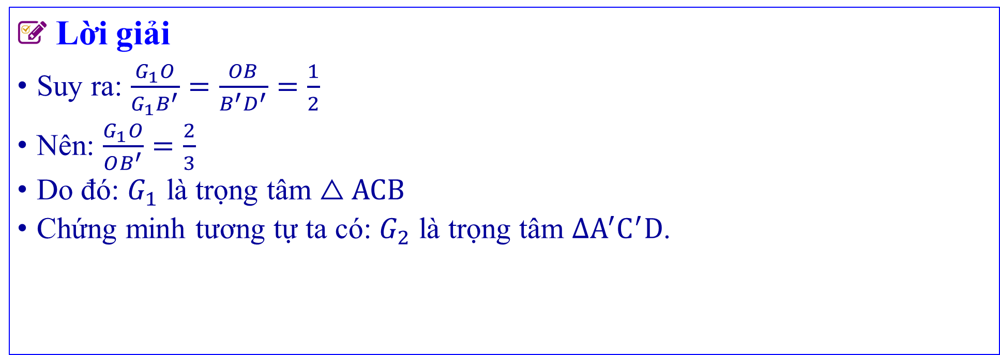 Lời giải
• Suy ra: $\frac{G_1O}{G_1B'} = \frac{OB}{B'D'} = \frac{1}{2}$
• Nên: $\frac{G_1O}{OB'} = \frac{2}{3}$
• Do đó: $G_1$ là trọng tâm △ ACB
• Chứng minh tương tự ta có: $G_2$ là trọng tâm ΔA′C′D.